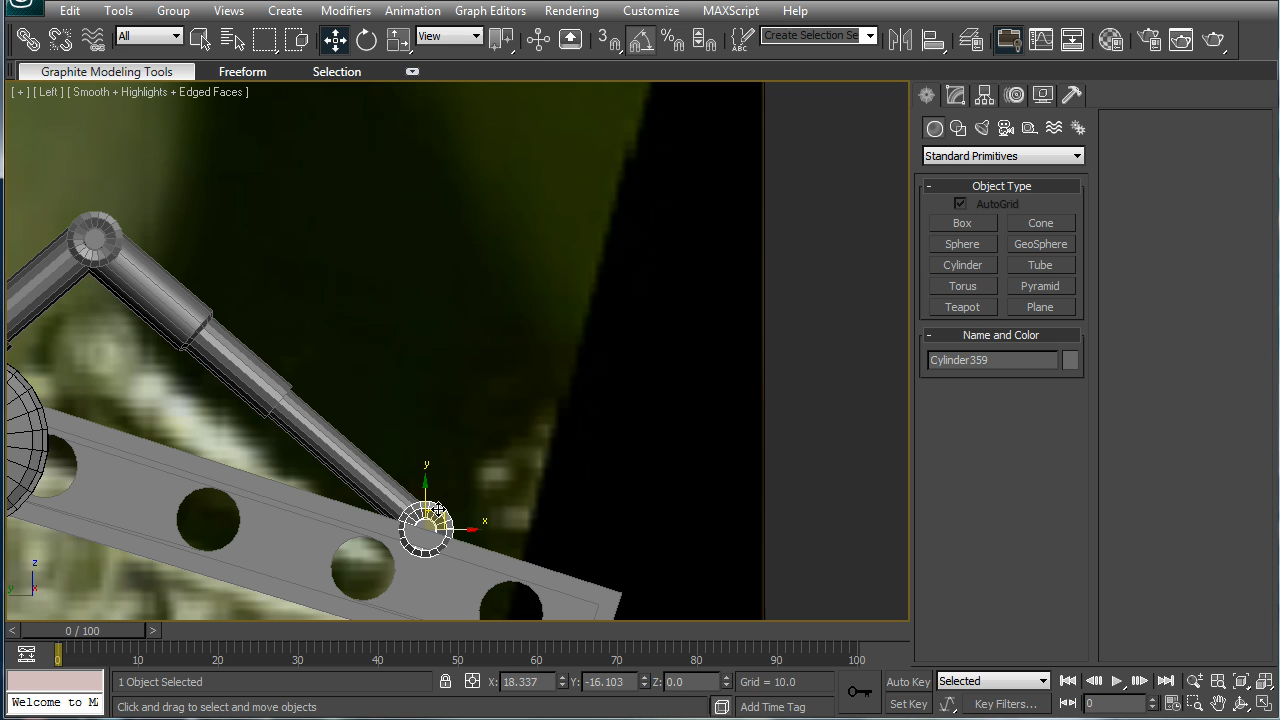 Edit Tools Group Views Create Modifiers Animation Graph Editors Rendering Customize MAXScript Help
All View 3 Create Selection Se
Graphite Modeling Tools Freeform Selection
[ + ] [ Left ] [ Smooth + Highlights + Edged Faces ]
Standard Primitives
- Object Type
AutoGrid
Box Cone
Sphere GeoSphere
Cylinder Tube
Torus Pyramid
Teapot Plane
- Name and Color
Cylinder359
y
x
z
y x
< 0 / 100 >
0 10 20 30 40 50 60 70 80 90 100
1 Object Selected X: 18.337 Y: -16.103 Z: 0.0 Grid = 10.0 Auto Key Selected
Welcome to M Click and drag to select and move objects Add Time Tag Set Key Key Filters... 0